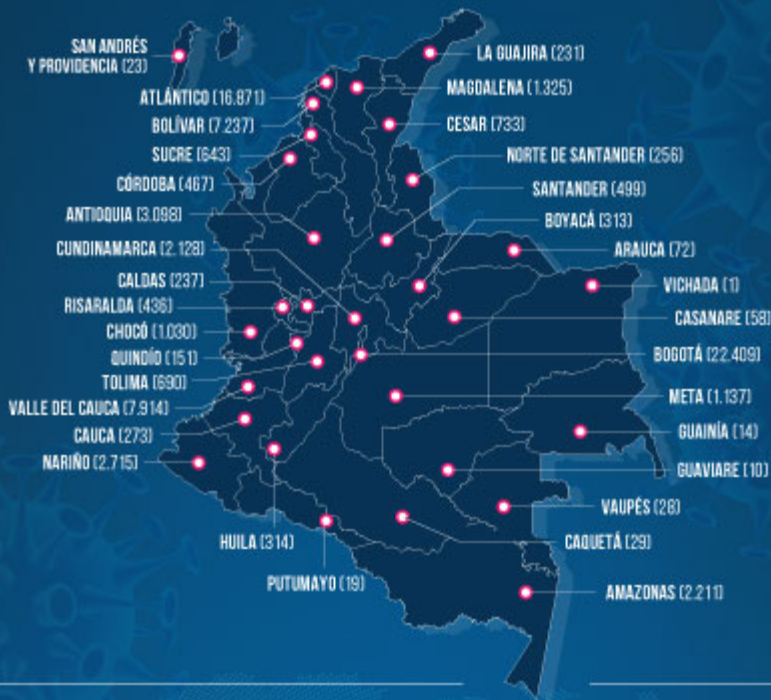 SAN ANDRÉS
Y PROVIDENCIA (23)
ATLÁNTICO (16.871)
BOLÍVAR (7.237)
SUCRE (643)
CÓRDOBA (467)
ANTIOQUIA (3.098)
CUNDINAMARCA (2.128)
CALDAS (237)
RISARALDA (436)
CHOCÓ (1.030)
QUINDÍO (151)
TOLIMA (690)
VALLE DEL CAUCA (7.914)
CAUCA (273)
NARIÑO (2.715)
HUILA (314)
PUTUMAYO (19)
LA GUAJIRA (231)
MAGDALENA (1.325)
CESAR (733)
NORTE DE SANTANDER (256)
SANTANDER (499)
BOYACÁ (313)
ARAUCA (72)
VICHADA (1)
CASANARE (58)
BOGOTÁ (22.409)
META (1.137)
GUAINÍA (14)
GUAVIARE (10)
VAUPÉS (28)
CAQUETÁ (29)
AMAZONAS (2.211)